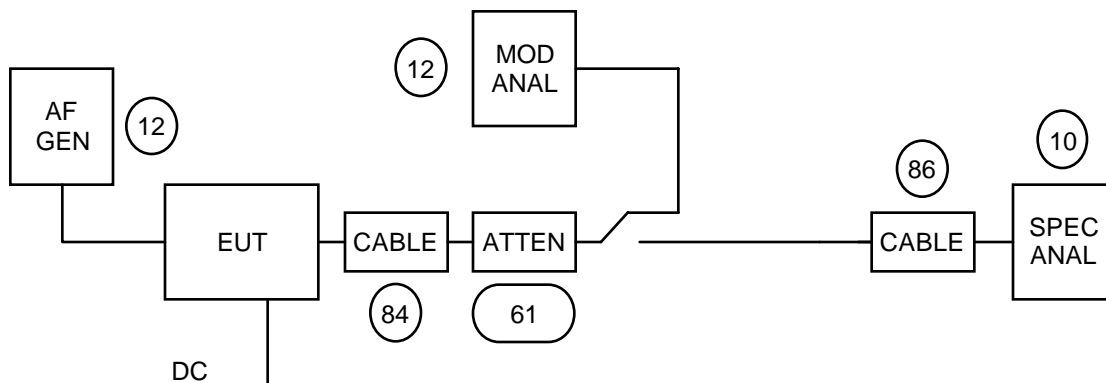 MOD
ANAL
12
AF
GEN
12
10
86
EUT
CABLE
ATTEN
CABLE
SPEC
ANAL
84
61
DC